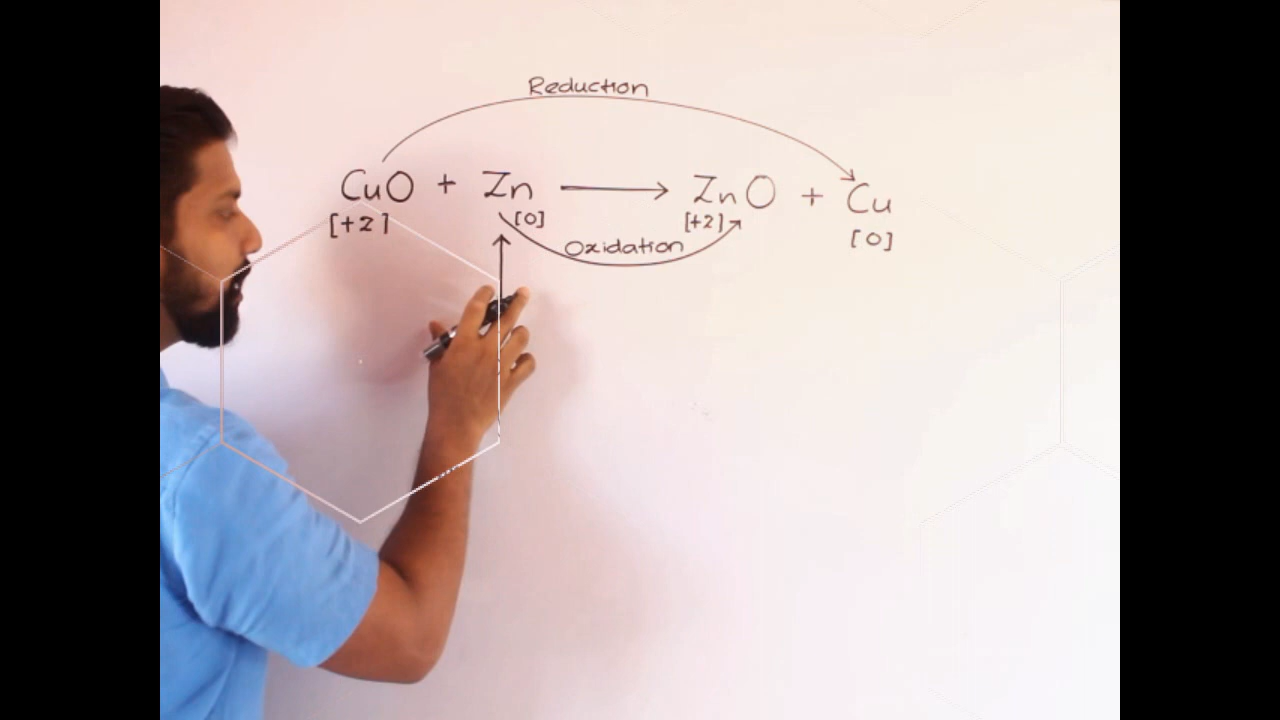 Reduction
CuO + Zn ⟶ ZnO + Cu
[+2] [0] [+2] [0]
Oxidation